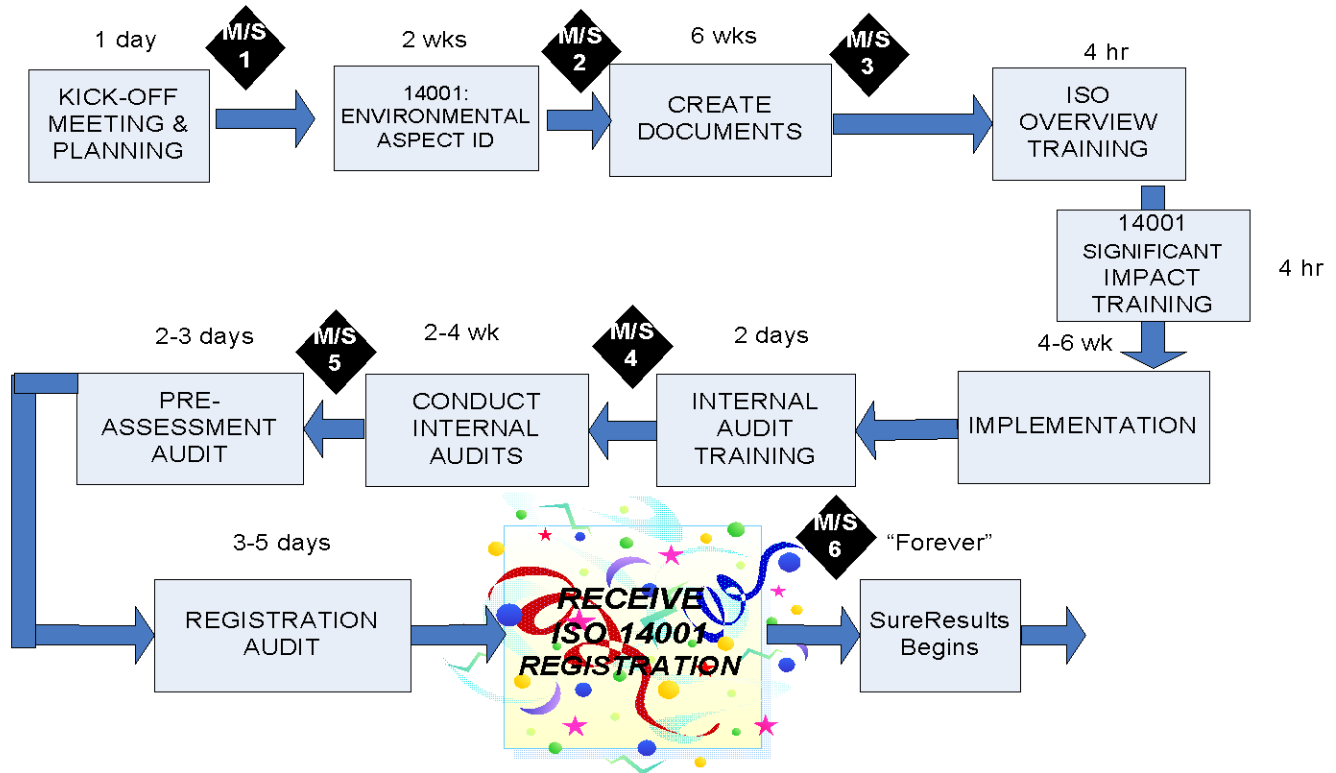 1 day
M/S
1
2 wks
M/S
2
6 wks
M/S
3
4 hr
KICK-OFF
MEETING &
PLANNING
14001:
ENVIRONMENTAL
ASPECT ID
CREATE
DOCUMENTS
ISO
OVERVIEW
TRAINING
14001
SIGNIFICANT
IMPACT
TRAINING
4 hr
2-3 days
M/S
5
2-4 wk
M/S
4
2 days
4-6 wk
PRE-
ASSESSMENT
AUDIT
CONDUCT
INTERNAL
AUDITS
INTERNAL
AUDIT
TRAINING
IMPLEMENTATION
3-5 days
M/S
6
"Forever"
REGISTRATION
AUDIT
RECEIVE
ISO 14001
REGISTRATION
SureResults
Begins